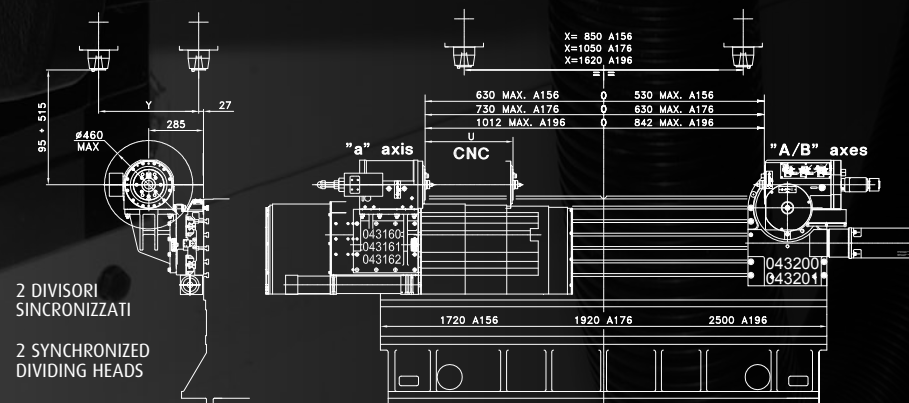 X= 850 A156
X=1050 A176
X=1620 A196
= =
630 MAX. A156 0 530 MAX. A156
730 MAX. A176 0 630 MAX. A176
1012 MAX. A196 0 842 MAX. A196
Y
27
285
95 ÷ 515
ø460
MAX
U
"a" axis
CNC
"A/B" axes
043160
043161
043162
043200
043201
2 DIVISORI
SINCRONIZZATI
2 SYNCHRONIZED
DIVIDING HEADS
1720 A156 1920 A176 2500 A196